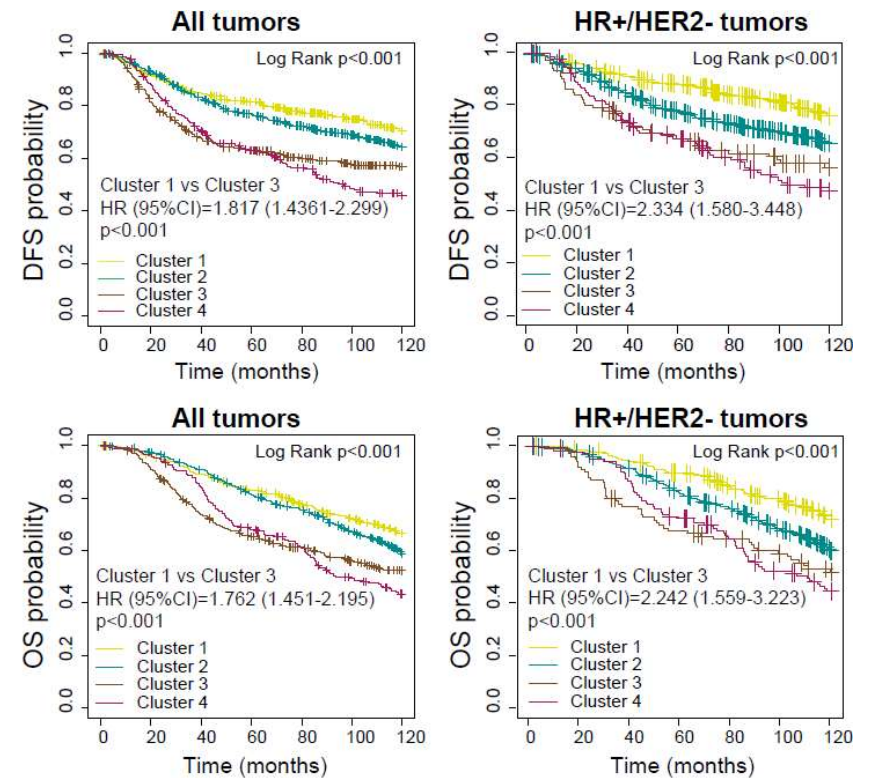 All tumors
DFS probability
1.0
0.8
0.6
0.4
0.2
0.0
Log Rank p<0.001
Cluster 1 vs Cluster 3
HR (95%CI)=1.817 (1.4361-2.299)
p<0.001
Cluster 1
Cluster 2
Cluster 3
Cluster 4
0 20 40 60 80 100 120
Time (months)
HR+/HER2- tumors
DFS probability
1.0
0.8
0.6
0.4
0.2
0.0
Log Rank p<0.001
Cluster 1 vs Cluster 3
HR (95%CI)=2.334 (1.580-3.448)
p<0.001
Cluster 1
Cluster 2
Cluster 3
Cluster 4
0 20 40 60 80 100 120
Time (months)
All tumors
OS probability
1.0
0.8
0.6
0.4
0.2
0.0
Log Rank p<0.001
Cluster 1 vs Cluster 3
HR (95%CI)=1.762 (1.451-2.195)
p<0.001
Cluster 1
Cluster 2
Cluster 3
Cluster 4
0 20 40 60 80 100 120
Time (months)
HR+/HER2- tumors
OS probability
1.0
0.8
0.6
0.4
0.2
0.0
Log Rank p<0.001
Cluster 1 vs Cluster 3
HR (95%CI)=2.242 (1.559-3.223)
p<0.001
Cluster 1
Cluster 2
Cluster 3
Cluster 4
0 20 40 60 80 100 120
Time (months)